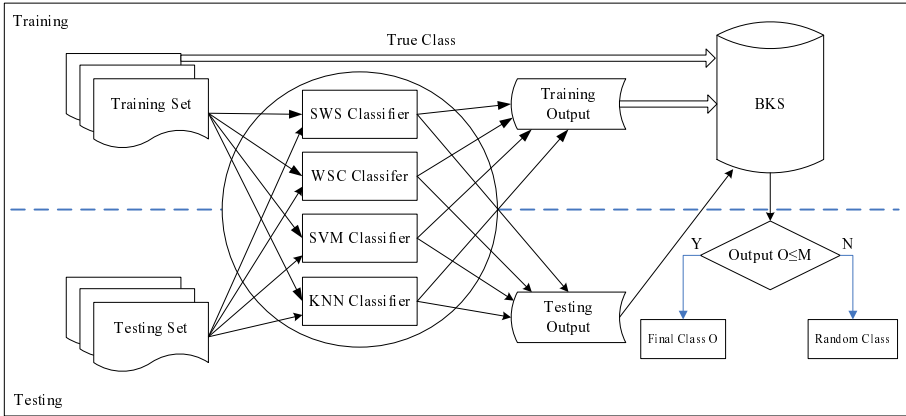 Training
True Class
Training Set
SWS Classifier
Training
Output
BKS
WSC Classifer
SVM Classifier
Y
Output O≤M
N
KNN Classifier
Testing Set
Testing
Output
Final Class O
Random Class
Testing